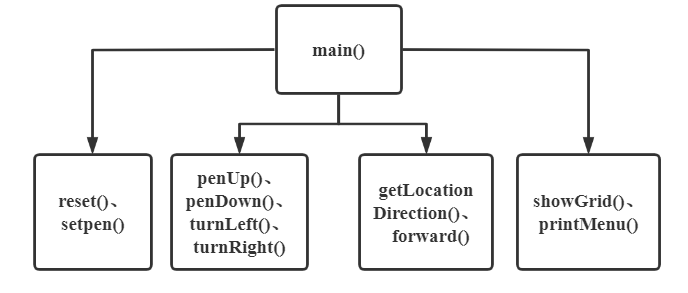 main()
reset()、
setpen()
penUp()、
penDown()、
turnLeft()、
turnRight()
getLocation
Direction()、
forward()
showGrid()、
printMenu()